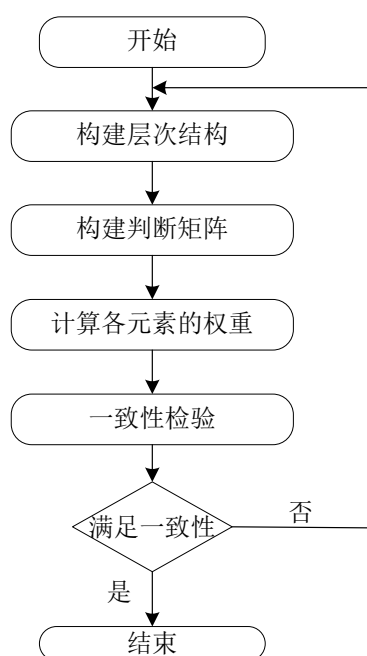 开始
构建层次结构
构建判断矩阵
计算各元素的权重
一致性检验
满足一致性
否
是
结束